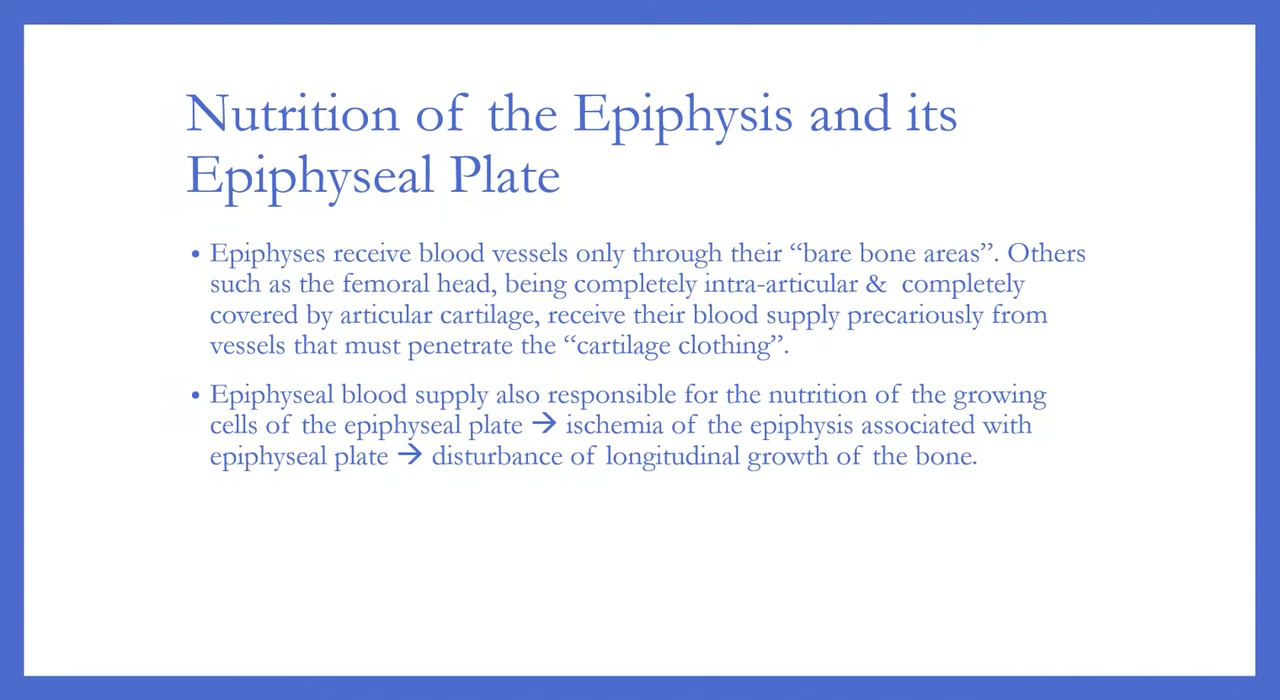 Nutrition of the Epiphysis and its
Epiphyseal Plate
• Epiphyses receive blood vessels only through their “bare bone areas”. Others
such as the femoral head, being completely intra-articular & completely
covered by articular cartilage, receive their blood supply precariously from
vessels that must penetrate the “cartilage clothing”.
• Epiphyseal blood supply also responsible for the nutrition of the growing
cells of the epiphyseal plate → ischemia of the epiphysis associated with
epiphyseal plate → disturbance of longitudinal growth of the bone.